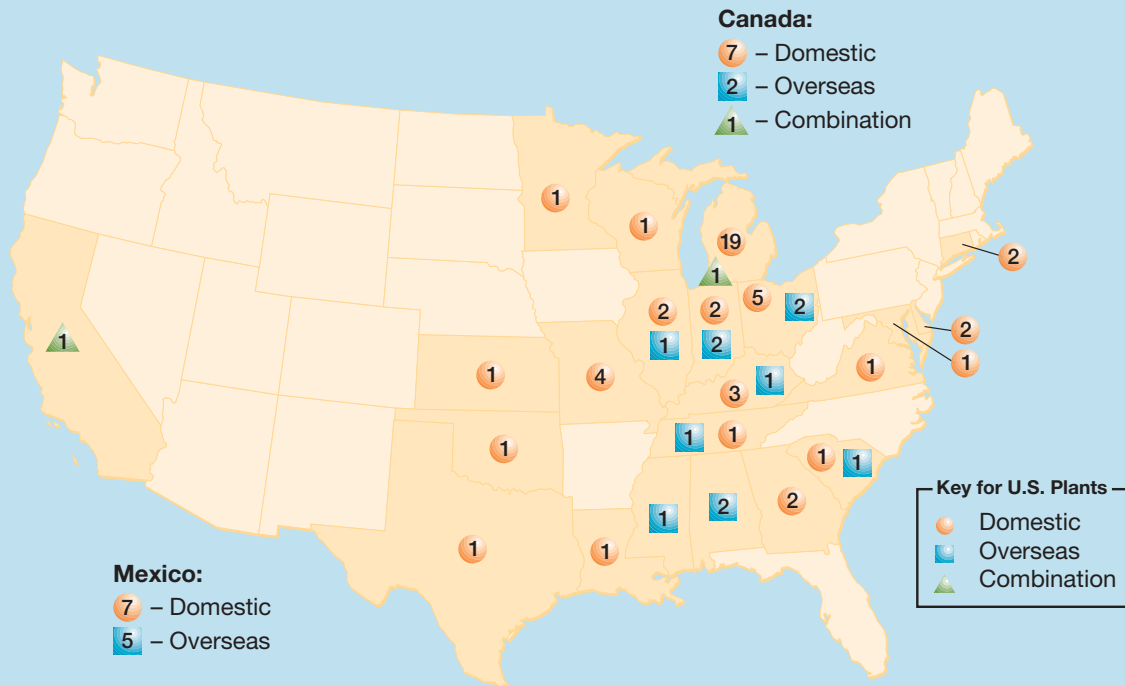 Canada:
7 – Domestic
2 – Overseas
1 – Combination
1
1
19
2
1
2
2
5
2
1
1
2
2
1
1
4
3
1
1
1
1
1
1
1
1
2
2
1
1
1
Key for U.S. Plants
Domestic
Overseas
Combination
Mexico:
7 – Domestic
5 – Overseas